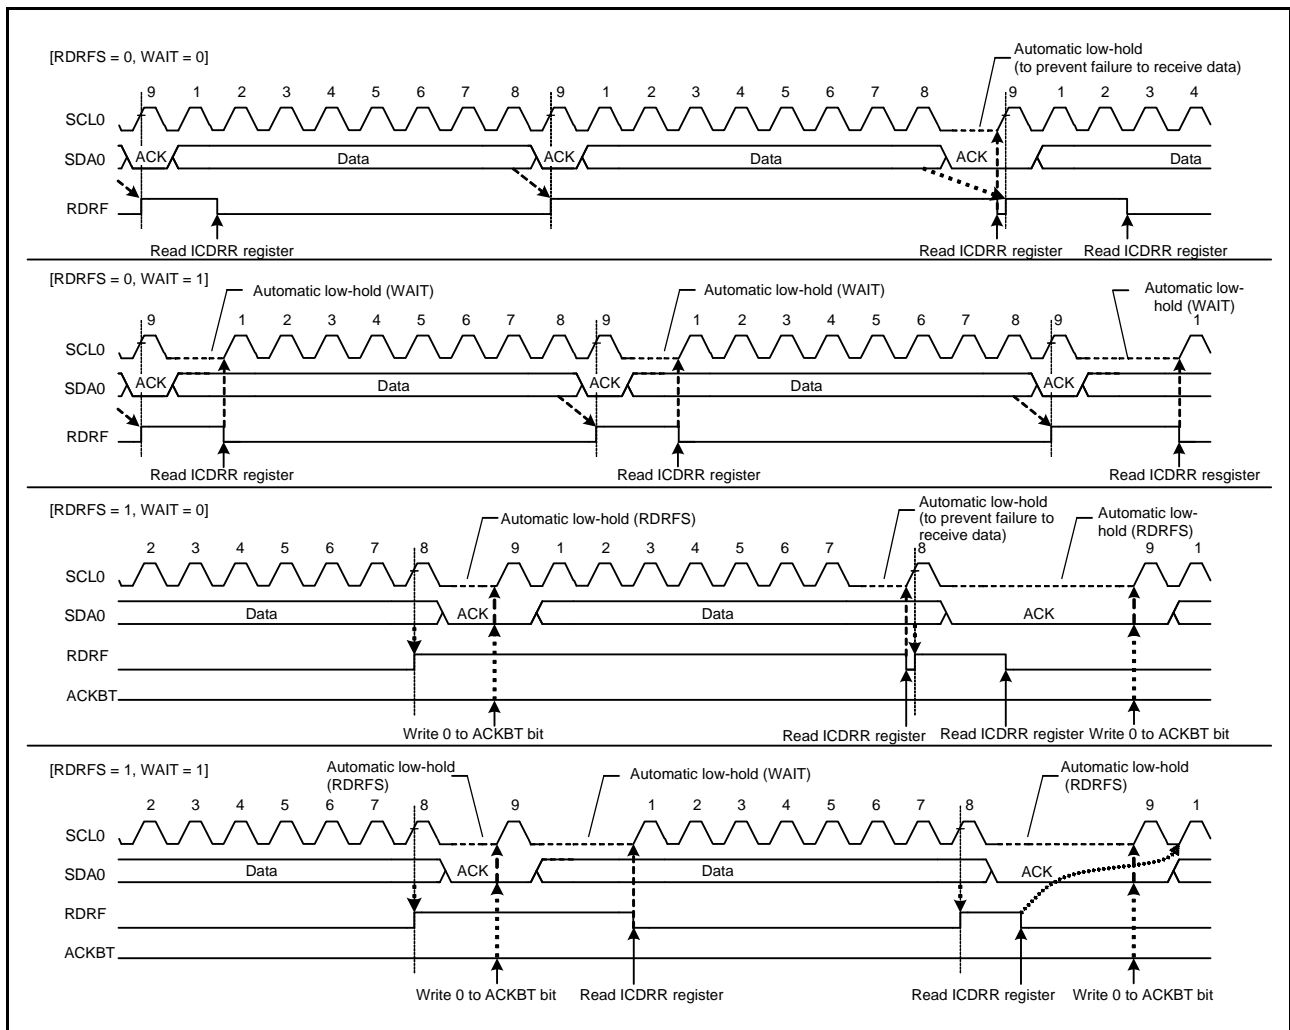 [RDRFS = 0, WAIT = 0]
Automatic low-hold
(to prevent failure to receive data)
9 1 2 3 4 5 6 7 8 9 1 2 3 4 5 6 7 8 9 1 2 3 4
SCL0
SDA0 ACK Data ACK Data ACK Data
RDRF
Read ICDRR register Read ICDRR register Read ICDRR register
[RDRFS = 0, WAIT = 1]
Automatic low-hold (WAIT) Automatic low-hold (WAIT) Automatic low-
hold (WAIT)
9 1 2 3 4 5 6 7 8 9 1 2 3 4 5 6 7 8 9 1
SCL0
SDA0 ACK Data ACK Data ACK
RDRF
Read ICDRR register Read ICDRR register Read ICDRR resgister
[RDRFS = 1, WAIT = 0]
Automatic low-hold (RDRFS)
Automatic low-hold
(to prevent failure to
receive data)
Automatic low-
hold (RDRFS)
2 3 4 5 6 7 8 9 1 2 3 4 5 6 7 8 9 1
SCL0
SDA0 Data ACK Data ACK
RDRF
ACKBT
Write 0 to ACKBT bit Read ICDRR register Read ICDRR register Write 0 to ACKBT bit
[RDRFS = 1, WAIT = 1]
Automatic low-hold
(RDRFS)
Automatic low-hold (WAIT)
Automatic low-hold
(RDRFS)
2 3 4 5 6 7 8 9 1 2 3 4 5 6 7 8 9 1
SCL0
SDA0 Data ACK Data ACK
RDRF
ACKBT
Write 0 to ACKBT bit Read ICDRR register Read ICDRR register Write 0 to ACKBT bit